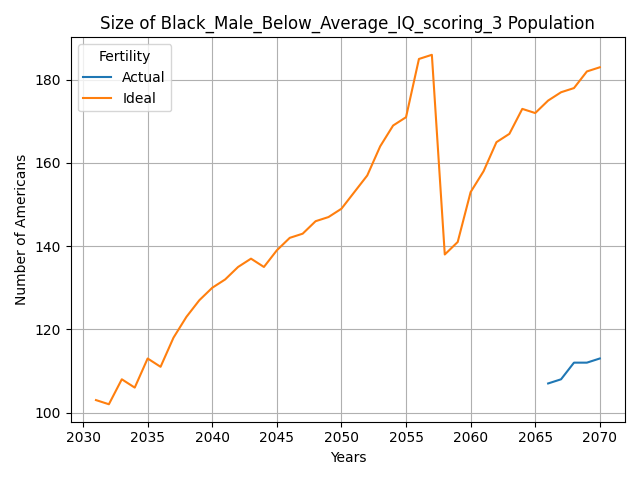 Size of Black_Male_Below_Average_IQ_scoring_3 Population
Fertility
Actual
Ideal
Number of Americans
180
160
140
120
100
2030 2035 2040 2045 2050 2055 2060 2065 2070
Years